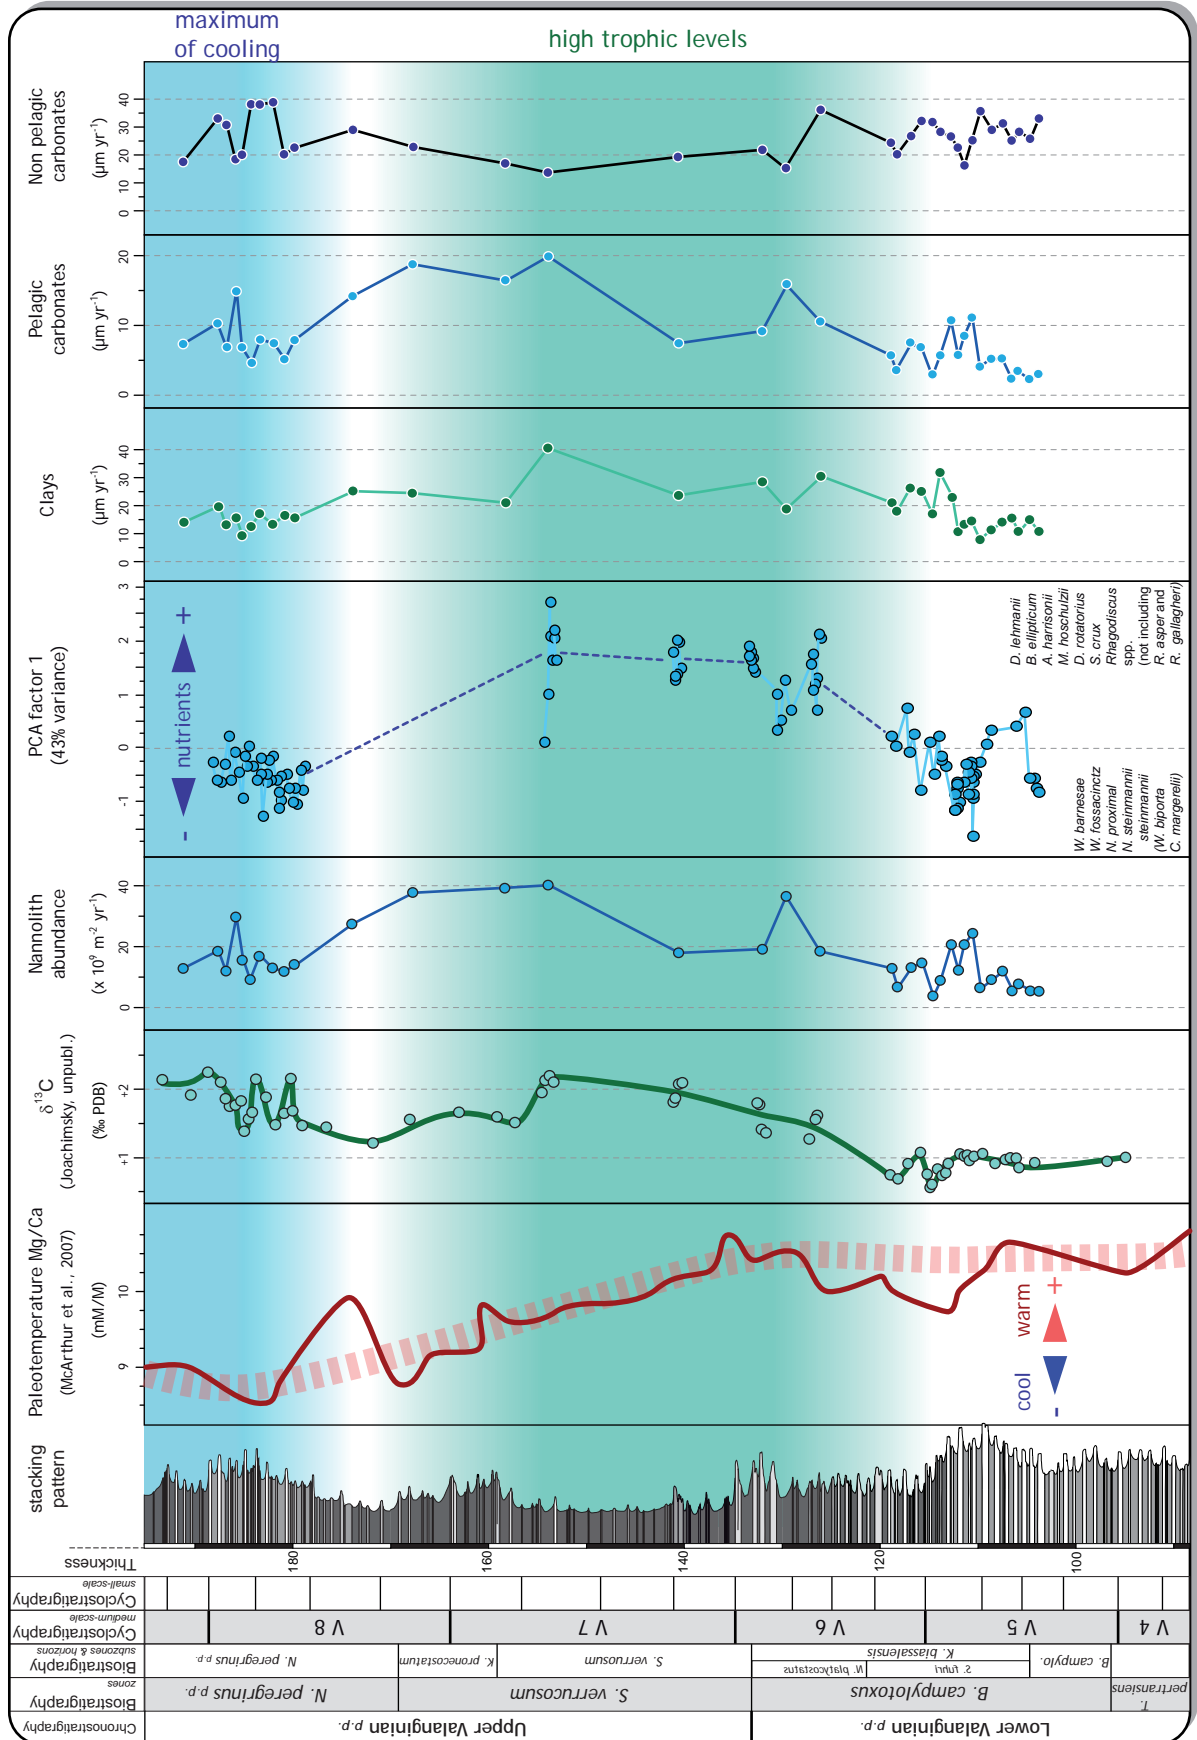 maximum
of cooling
high trophic levels
Non pelagic
carbonates
(µm yr⁻¹)
40
30
20
10
0
Pelagic
carbonates
(µm yr⁻¹)
20
10
0
Clays
(µm yr⁻¹)
40
30
20
10
0
PCA factor 1
(43% variance)
3
2
1
0
-1
- nutrients +
D. lehmanii
B. ellipticum
A. harrisonii
M. hoschulzii
D. rotatorius
S. crux
Rhagodiscus
spp.
(not including
R. asper and
R. gallagheri)
W. barnesae
W. fossacinctz
N. proximal
N. steinmannii
steinmannii
(W. biporta
C. margerelii)
Nannolith
abundance
(x 10⁹ m⁻² yr⁻¹)
40
20
0
δ¹³C
(Joachimsky, unpubl.)
(‰ PDB)
+2
+1
Paleotemperature Mg/Ca
(McArthur et al., 2007)
(mM/M)
10
9
- cool warm +
stacking
pattern
Thickness
180
160
140
120
100
Cyclostratigraphy
small-scale
Cyclostratigraphy
medium-scale
V 8
V 7
V 6
V 5
V 4
Biostratigraphy
subzones & horizons
N. peregrinus p.p.
K. pronecostatum
S. verrucosum
K. biassalensis
N. platycostatus
S. fuhri
B. campylo.
Biostratigraphy
zones
N. peregrinus p.p.
S. verrucosum
B. campylotoxus
T.
pertransiens
Chronostratigraphy
Upper Valanginian p.p.
Lower Valanginian p.p.